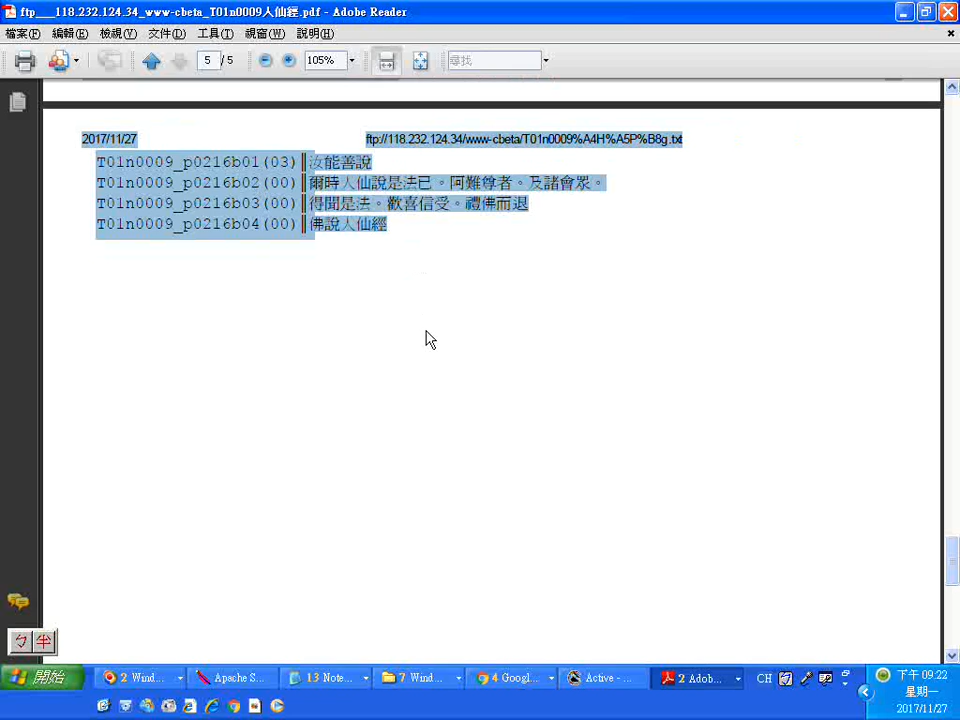 ftp___118.232.124.34_www-cbeta_T01n0009人仙經.pdf - Adobe Reader
檔案(F) 編輯(E) 檢視(V) 文件(D) 工具(T) 視窗(W) 說明(H)
5 / 5 105% 尋找
2017/11/27 ftp://118.232.124.34/www-cbeta/T01n0009%A4H%A5P%B8g.txt
T01n0009_p0216b01(03)║汝能善說
T01n0009_p0216b02(00)║爾時人仙說是法已。阿難尊者。及諸會眾。
T01n0009_p0216b03(00)║得聞是法。歡喜信受。禮佛而退
T01n0009_p0216b04(00)║佛說人仙經
ㄅ 半
開始 2 Wind... Apache S... 13 Note... 7 Wind... 4 Googl... Active - ... 2 Adob... CH 下午 09:22
星期一
2017/11/27